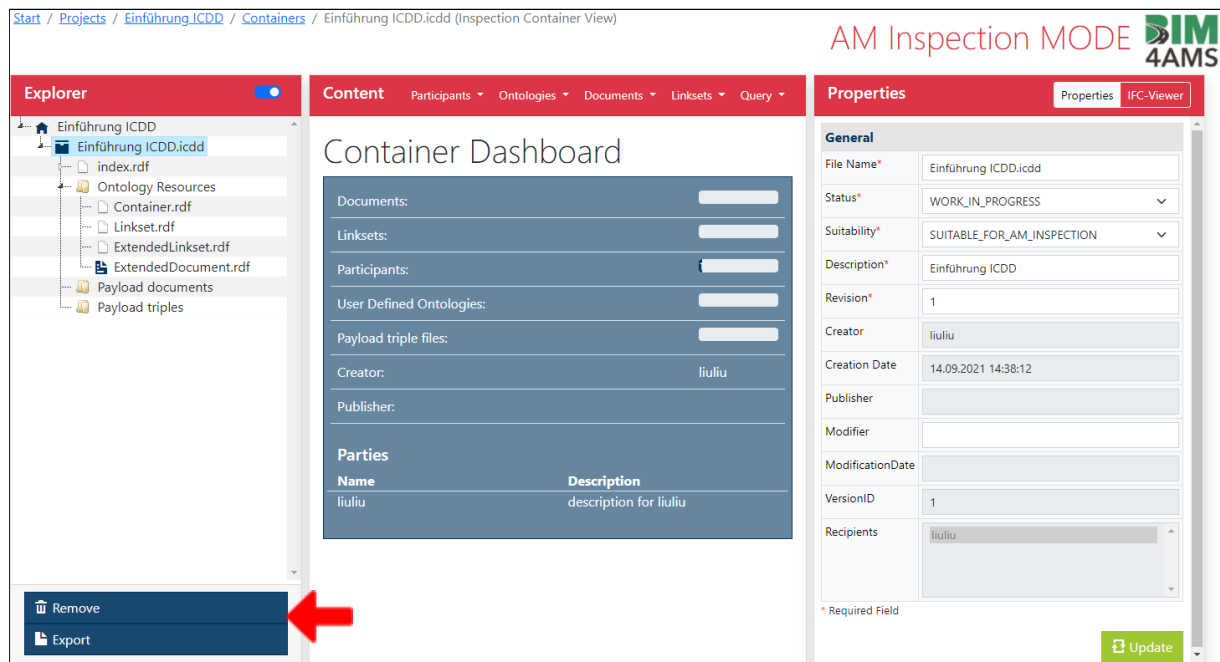 Start / Projects / Einführung ICDD / Containers / Einführung ICDD.icdd (Inspection Container View)
AM Inspection MODE
BIM
4AMS
Explorer
Einführung ICDD
Einführung ICDD.icdd
index.rdf
Ontology Resources
Container.rdf
Linkset.rdf
ExtendedLinkset.rdf
ExtendedDocument.rdf
Payload documents
Payload triples
Remove
Export
Content Participants Ontologies Documents Linksets Query
Container Dashboard
Documents:
Linksets:
Participants:
User Defined Ontologies:
Payload triple files:
Creator: liuliu
Publisher:
Parties
Name Description
liuliu description for liuliu
Properties Properties IFC-Viewer
General
File Name* Einführung ICDD.icdd
Status* WORK_IN_PROGRESS
Suitability* SUITABLE_FOR_AM_INSPECTION
Description* Einführung ICDD
Revision* 1
Creator liuliu
Creation Date 14.09.2021 14:38:12
Publisher
Modifier
ModificationDate
VersionID 1
Recipients liuliu
* Required Field
Update